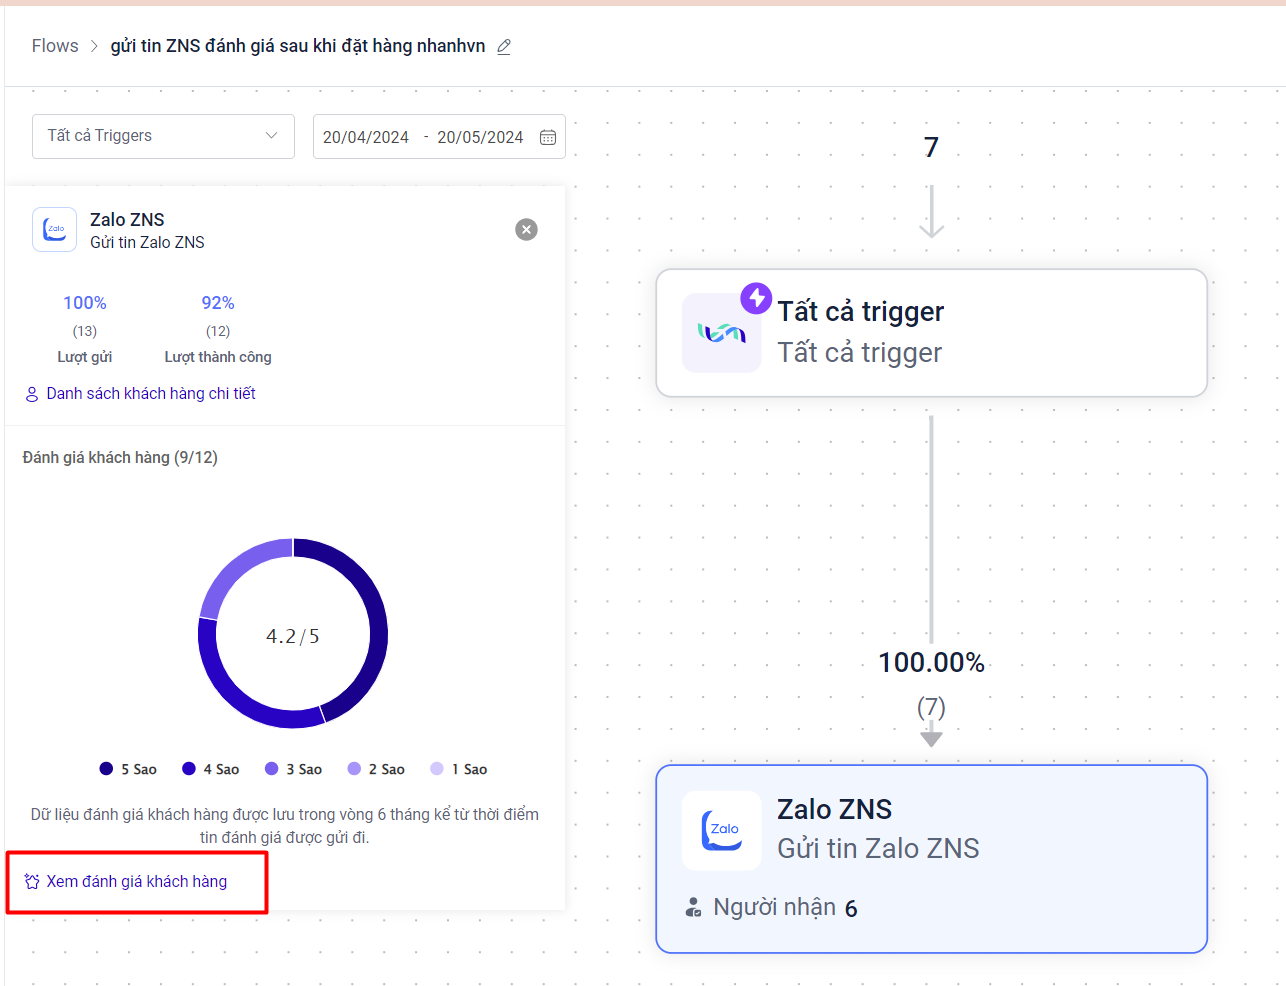 Flows > gửi tin ZNS đánh giá sau khi đặt hàng nhanhvn
Tất cả Triggers
20/04/2024 - 20/05/2024
Zalo
Zalo ZNS
Gửi tin Zalo ZNS
100%
(13)
Lượt gửi
92%
(12)
Lượt thành công
Danh sách khách hàng chi tiết
Đánh giá khách hàng (9/12)
4.2/5
5 Sao
4 Sao
3 Sao
2 Sao
1 Sao
Dữ liệu đánh giá khách hàng được lưu trong vòng 6 tháng kể từ thời điểm
tin đánh giá được gửi đi.
Xem đánh giá khách hàng
7
Tất cả trigger
Tất cả trigger
100.00%
(7)
Zalo
Zalo ZNS
Gửi tin Zalo ZNS
Người nhận 6